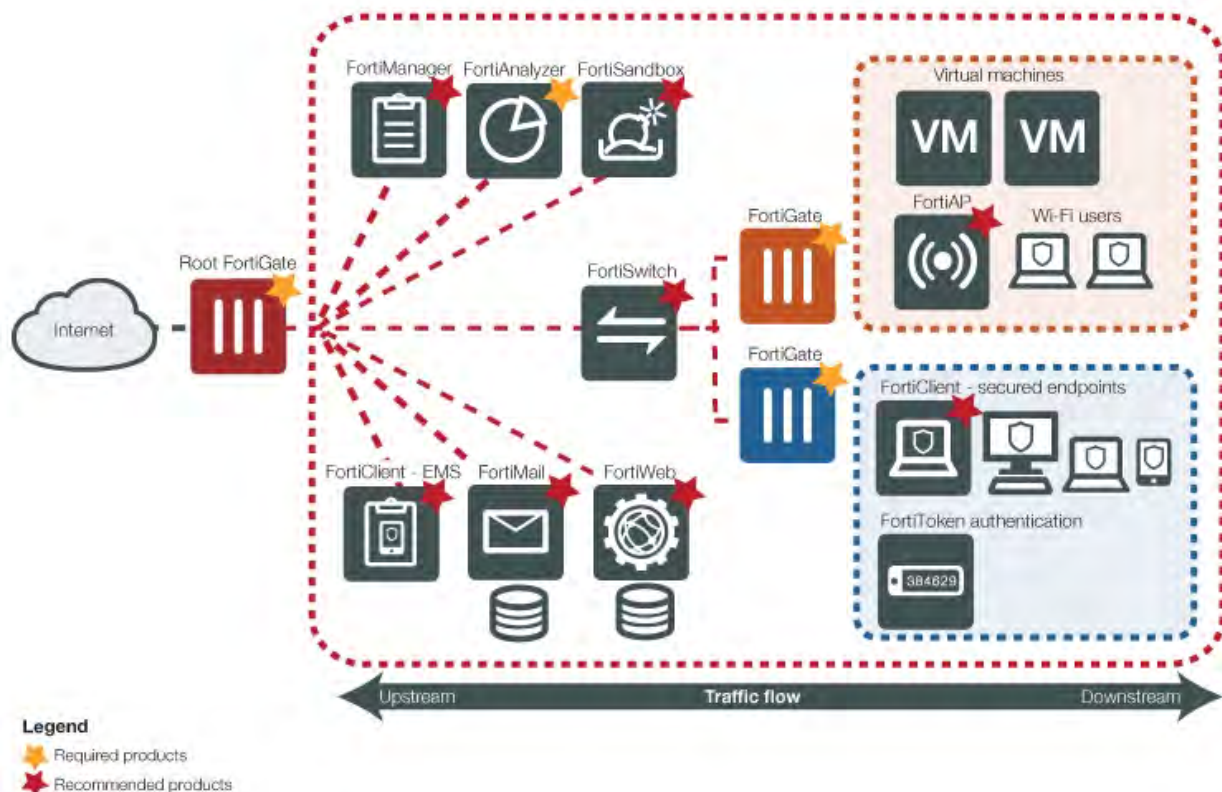 FortiManager
FortiAnalyzer
FortiSandbox
Virtual machines
VM
VM
FortiGate
FortiAP
Wi-Fi users
Root FortiGate
FortiSwitch
Internet
FortiGate
FortiClient - secured endpoints
FortiClient - EMS
FortiMail
FortiWeb
FortiToken authentication
384629
Upstream
Traffic flow
Downstream
Legend
Required products
Recommended products